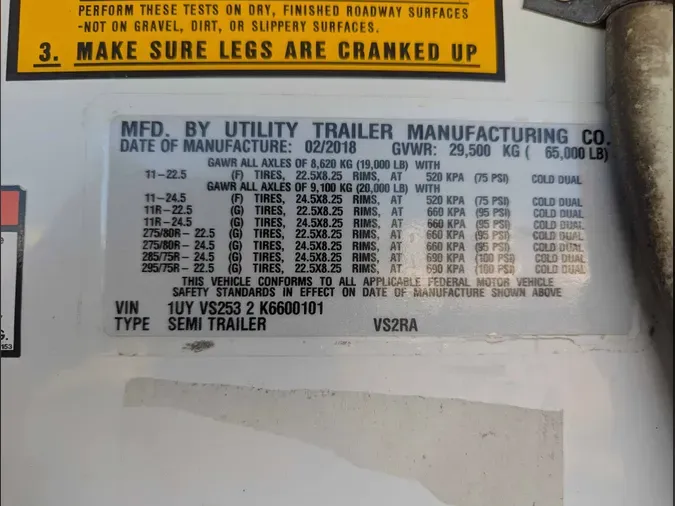 PERFORM THESE TESTS ON DRY, FINISHED ROADWAY SURFACES
-NOT ON GRAVEL, DIRT, OR SLIPPERY SURFACES.
3. MAKE SURE LEGS ARE CRANKED UP
MFD. BY UTILITY TRAILER MANUFACTURING CO.
DATE OF MANUFACTURE: 02/2018 GVWR: 29,500 KG ( 65,000 LB)
GAWR ALL AXLES OF 8,620 KG (19,000 LB) WITH
11-22.5 (F) TIRES, 22.5X8.25 RIMS, AT 520 KPA (75 PSI) COLD DUAL
GAWR ALL AXLES OF 9,100 KG (20,000 LB) WITH
11-24.5 (F) TIRES, 24.5X8.25 RIMS, AT 520 KPA (75 PSI) COLD DUAL
11R-22.5 (G) TIRES, 22.5X8.25 RIMS, AT 660 KPA (95 PSI) COLD DUAL
11R-24.5 (G) TIRES, 24.5X8.25 RIMS, AT 660 KPA (95 PSI) COLD DUAL
275/80R- 22.5 (G) TIRES, 22.5X8.25 RIMS, AT 660 KPA (95 PSI) COLD DUAL
275/80R- 24.5 (G) TIRES, 24.5X8.25 RIMS, AT 660 KPA (95 PSI) COLD DUAL
285/75R- 24.5 (G) TIRES, 24.5X8.25 RIMS, AT 690 KPA (100 PSI) COLD DUAL
295/75R- 22.5 (G) TIRES, 22.5X8.25 RIMS, AT 690 KPA (100 PSI) COLD DUAL
THIS VEHICLE CONFORMS TO ALL APPLICABLE FEDERAL MOTOR VEHICLE
SAFETY STANDARDS IN EFFECT ON DATE OF MANUFACTURE SHOWN ABOVE
VIN 1UY VS253 2 K6600101
TYPE SEMI TRAILER VS2RA
G.
153